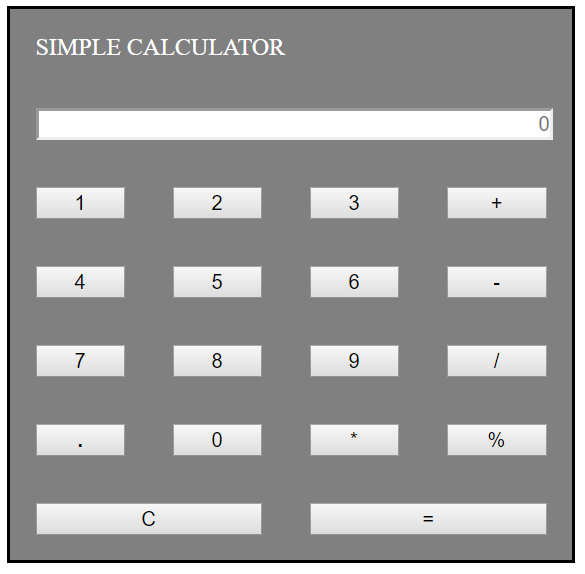 SIMPLE CALCULATOR
0
1 2 3 +
4 5 6 -
7 8 9 /
. 0 * %
C =